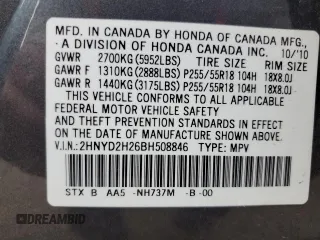 MFD. IN CANADA BY HONDA OF CANADA MFG.,
A DIVISION OF HONDA CANADA INC. 10/'10
GVWR 2700KG(5952LBS) TIRE SIZE RIM SIZE
GAWR F 1310KG(2888LBS) P255/55R18 104H 18X8.0J
GAWR R 1440KG(3175LBS) P255/55R18 104H 18X8.0J
THIS VEHICLE CONFORMS TO ALL APPLICABLE
FEDERAL MOTOR VEHICLE SAFETY AND
THEFT PREVENTION STANDARDS IN EFFECT ON THE
DATE OF MANUFACTURE SHOWN ABOVE.
V.I.N.: 2HNYD2H26BH508846 TYPE: MPV
STX B AA5 -NH737M -B-00
DREAMBID